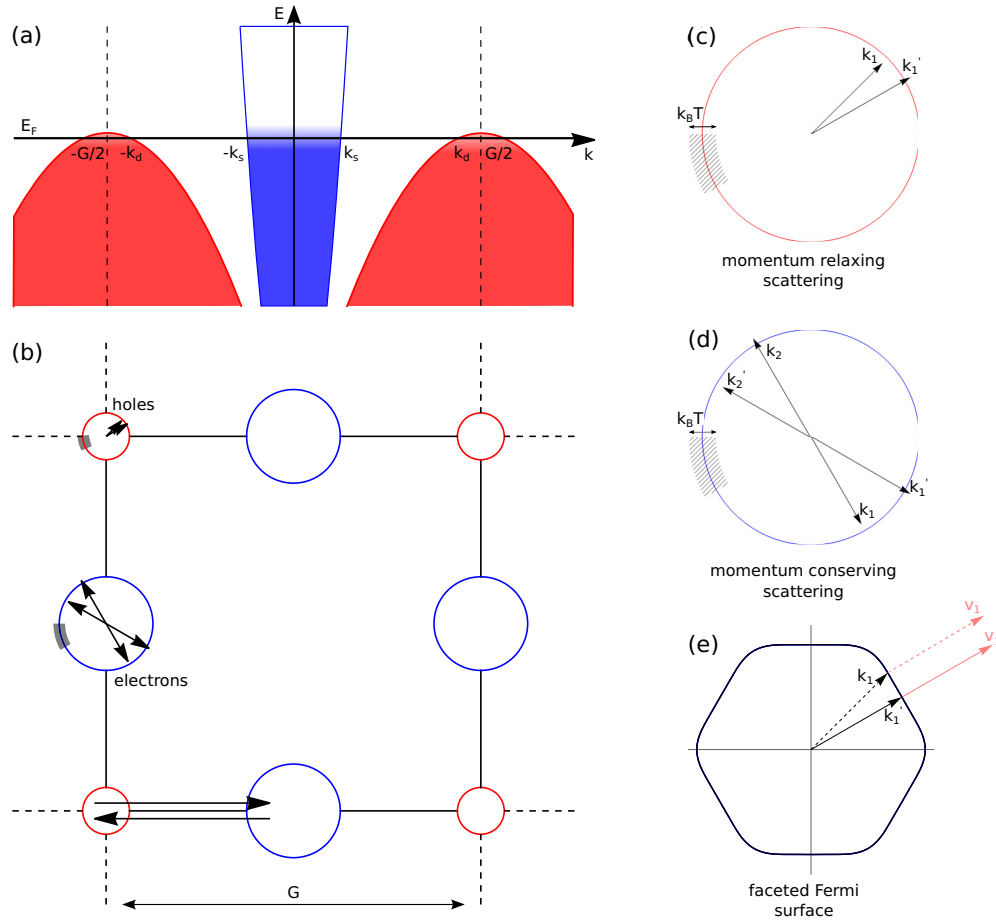 (a)
E
E_F
-G/2
-k_d
-k_s
k_s
k_d
G/2
k
(b)
holes
electrons
G
(c)
k_1
k_1'
k_BT
momentum relaxing
scattering
(d)
k_2
k_2'
k_BT
k_1
k_1'
momentum conserving
scattering
(e)
v_1
v
k_1
k_1'
faceted Fermi
surface